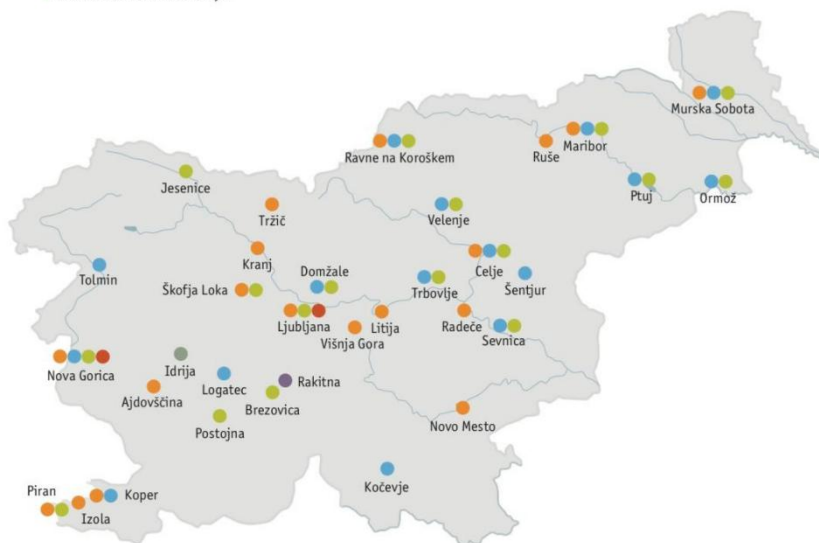 Murska Sobota
Maribor
Ruše
Ravne na Koroškem
Jesenice
Ptuj
Ormož
Tržič
Velenje
Kranj
Celje
Tolmin
Domžale
Trbovlje
Šentjur
Škofja Loka
Ljubljana
Litija
Radeče
Višnja Gora
Sevnica
Nova Gorica
Idrija
Logatec
Rakitna
Ajdovščina
Brezovica
Postojna
Novo Mesto
Kočevje
Piran
Koper
Izola